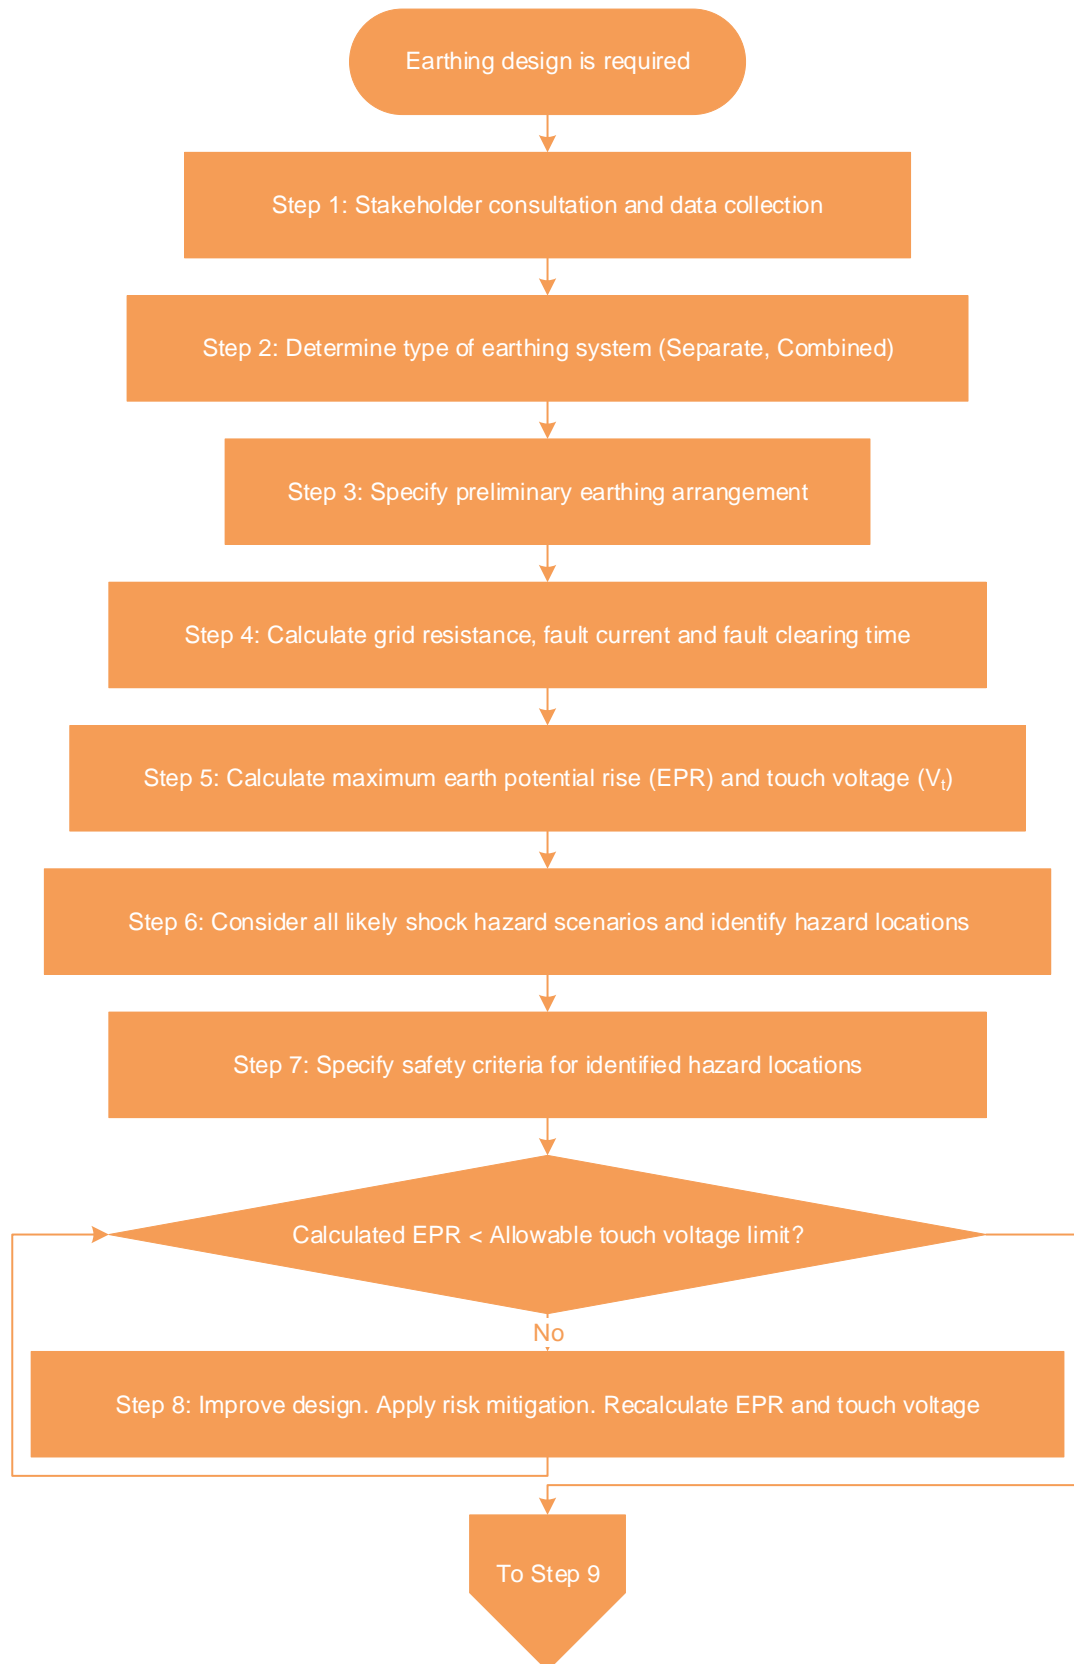 Earthing design is required
Step 1: Stakeholder consultation and data collection
Step 2: Determine type of earthing system (Separate, Combined)
Step 3: Specify preliminary earthing arrangement
Step 4: Calculate grid resistance, fault current and fault clearing time
Step 5: Calculate maximum earth potential rise (EPR) and touch voltage (Vₜ)
Step 6: Consider all likely shock hazard scenarios and identify hazard locations
Step 7: Specify safety criteria for identified hazard locations
Calculated EPR < Allowable touch voltage limit?
No
Step 8: Improve design. Apply risk mitigation. Recalculate EPR and touch voltage
To Step 9